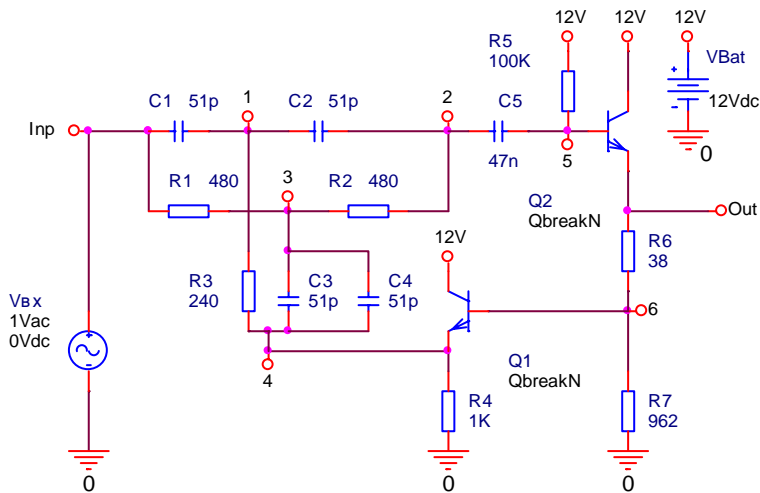 12V 12V 12V
R5
100K
VBat
C1 51p
1
C2 51p
2
C5
Inp
12Vdc
47n
5
0
R1 480
3
R2 480
Q2
QbreakN
Out
12V
R6
38
R3
240
C3
51p
C4
51p
Vвх
1Vac
0Vdc
6
4
Q1
QbreakN
R4
1K
R7
962
0 0 0